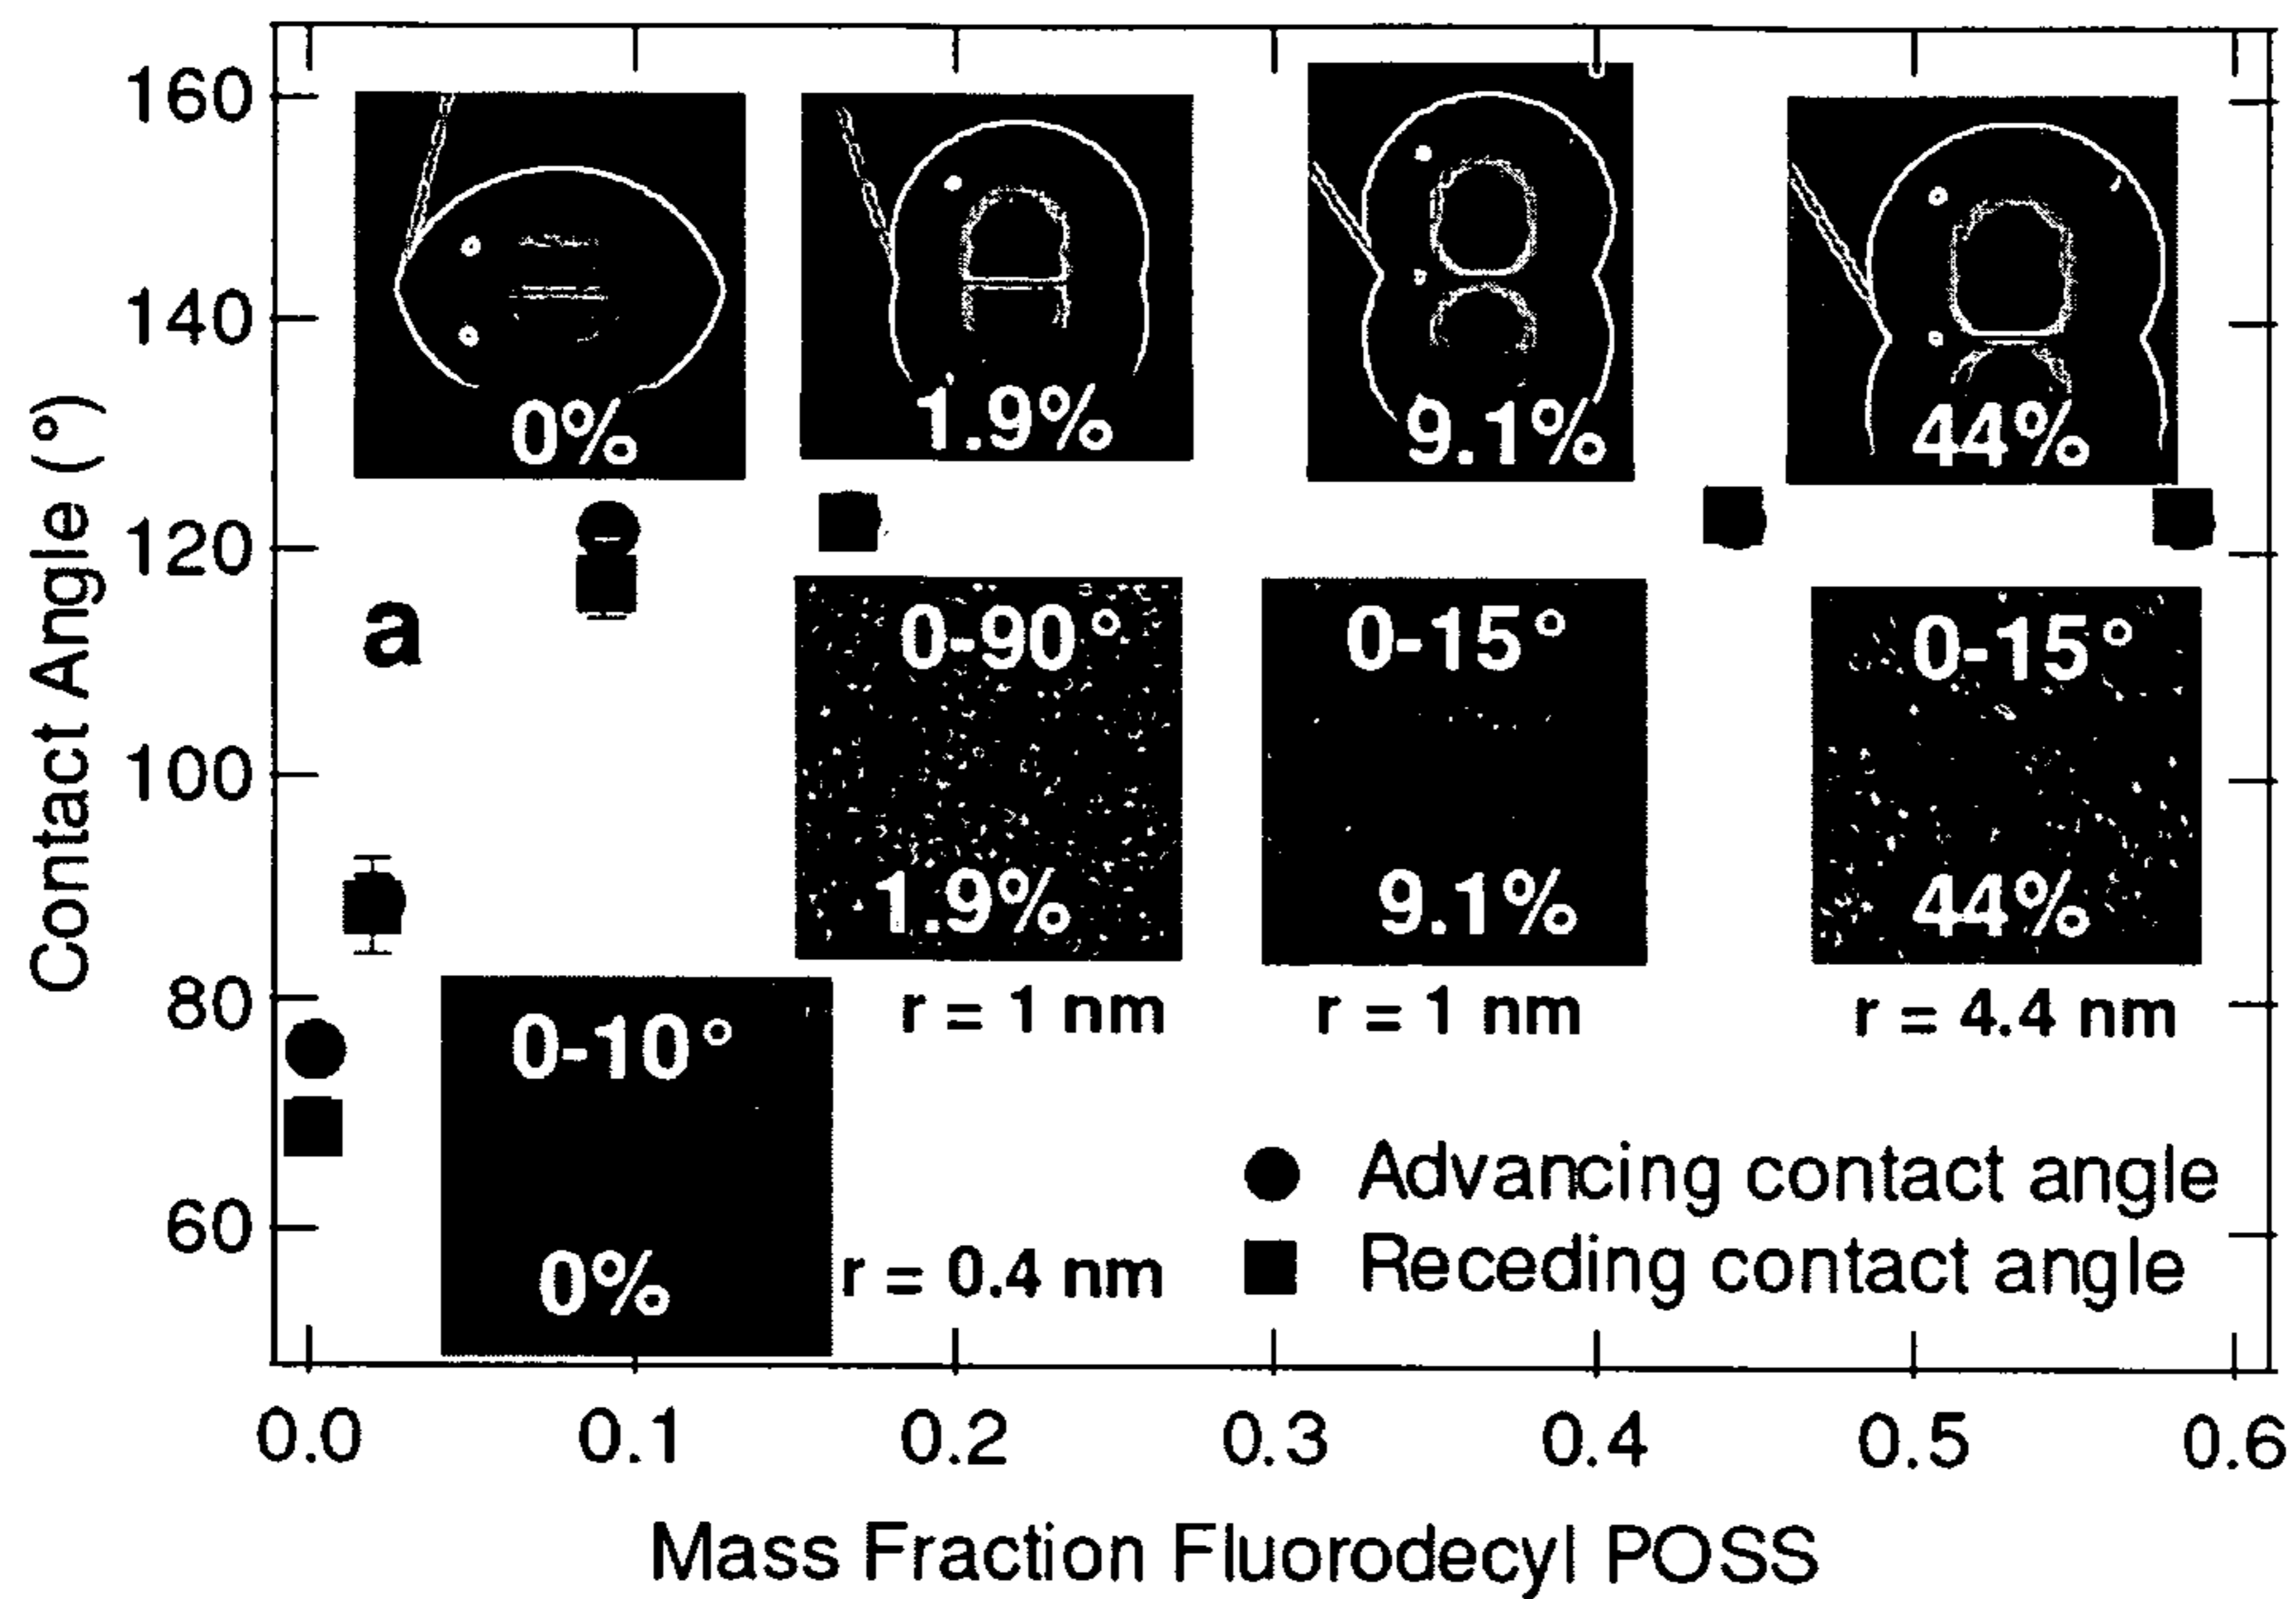 160
140
120
100
80
60
Contact Angle (°)
0%
1.9%
9.1%
44%
a
0-90°
1.9%
r = 1 nm
0-15°
9.1%
r = 1 nm
0-15°
44%
r = 4.4 nm
0-10°
0%
r = 0.4 nm
Advancing contact angle
Receding contact angle
0.0 0.1 0.2 0.3 0.4 0.5 0.6
Mass Fraction Fluorodecyl POSS